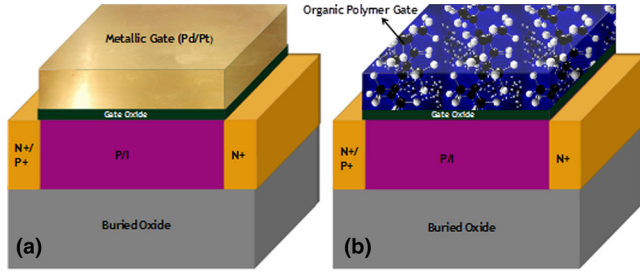 Metallic Gate (Pd/Pt)
Gate Oxide
N+/
P+
P/I
N+
Buried Oxide
(a)
Organic Polymer Gate
Gate Oxide
N+/
P+
P/I
N+
Buried Oxide
(b)